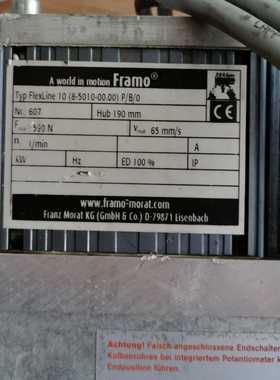 A world in motion Framo®
Typ FlexLine 10 (8-5010-00.00) P/B/0
Nr. 607 Hub 190 mm
F N V 65 mm/s
n 1/min A
kW Hz ED 100 % IP
CE
www.framo-morat.com
Franz Morat KG (GmbH & Co.) D-79871 Eisenbach
Achtung! Falsch angeschlossene Endschalter
Kolbenrohres bei integriertem Potentiometer k
Endposition führen.